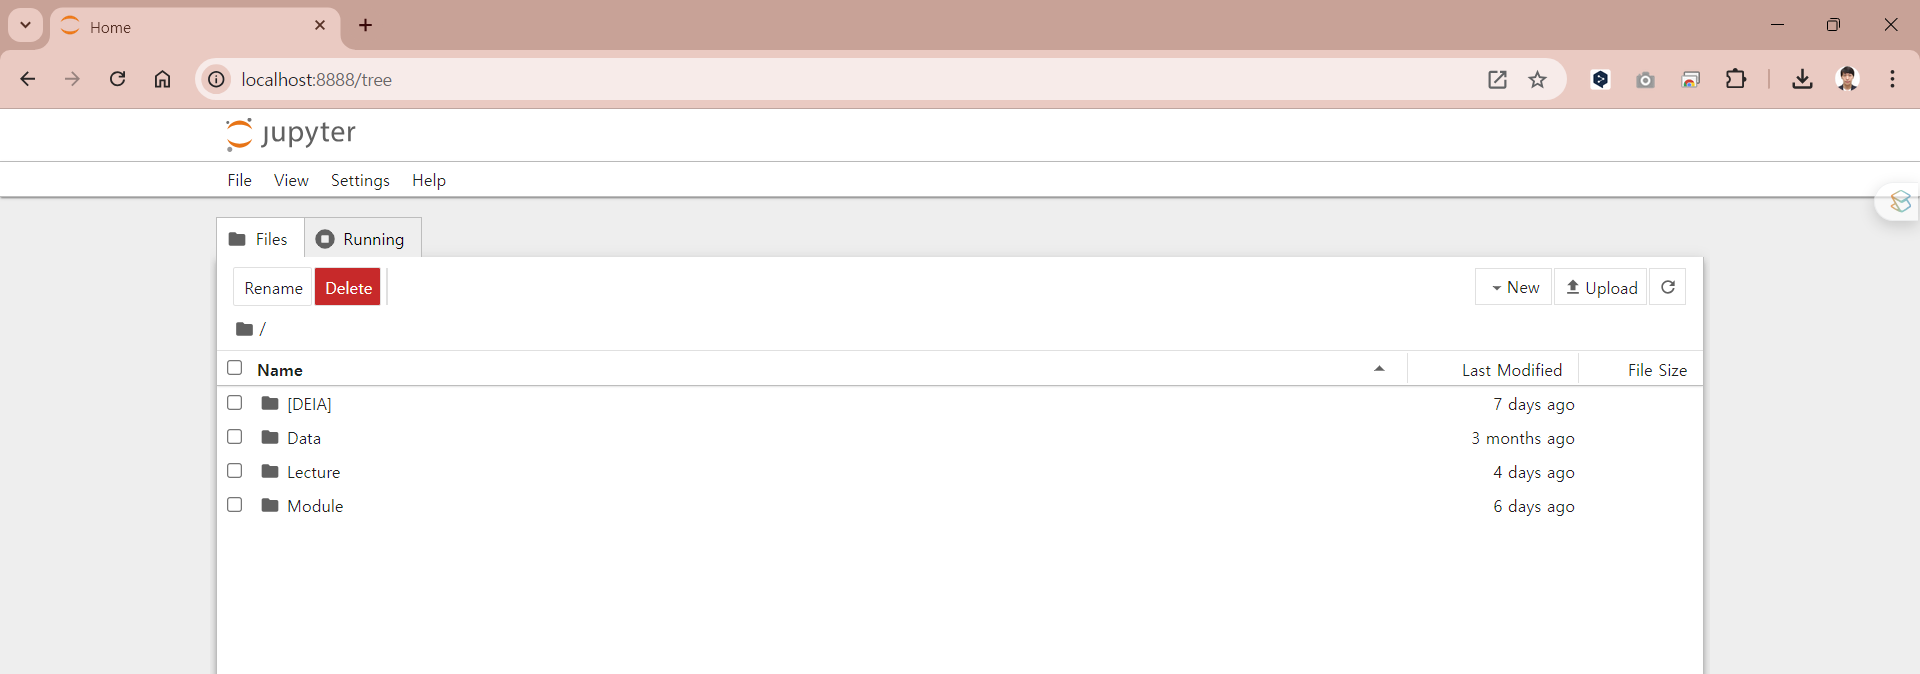 Home
localhost:8888/tree
jupyter
File View Settings Help
Files Running
Rename Delete New Upload
/
Name Last Modified File Size
[DEIA] 7 days ago
Data 3 months ago
Lecture 4 days ago
Module 6 days ago